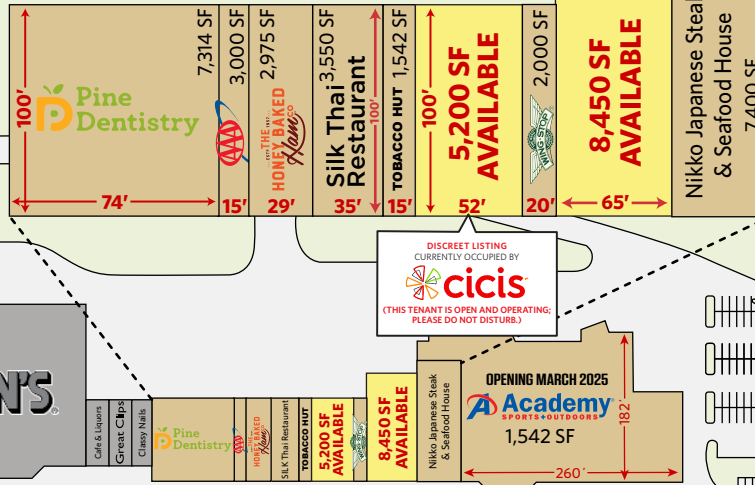 100'
Pine
Dentistry
7,314 SF
74'
3,000 SF
AAA
15'
2,975 SF
THE
HONEY BAKED
Ham
CO
29'
3,550 SF
Silk Thai
Restaurant
100'
35'
1,542 SF
TOBACCO HUT
15'
100'
5,200 SF
AVAILABLE
52'
2,000 SF
WING·STOP
20'
8,450 SF
AVAILABLE
65'
Nikko Japanese Steak
& Seafood House
7400 SF
DISCREET LISTING
CURRENTLY OCCUPIED BY
cicis
(THIS TENANT IS OPEN AND OPERATING;
PLEASE DO NOT DISTURB.)
N'S
Cafe & Liquors
Great Clips
Classy Nails
Pine
Dentistry
AAA
HONEY BAKED
Ham
SILK Thai Restaurant
TOBACCO HUT
5,200 SF
AVAILABLE
WING·STOP
8,450 SF
AVAILABLE
Nikko Japanese Steak
& Seafood House
OPENING MARCH 2025
Academy
SPORTS+OUTDOORS
1,542 SF
182'
260'